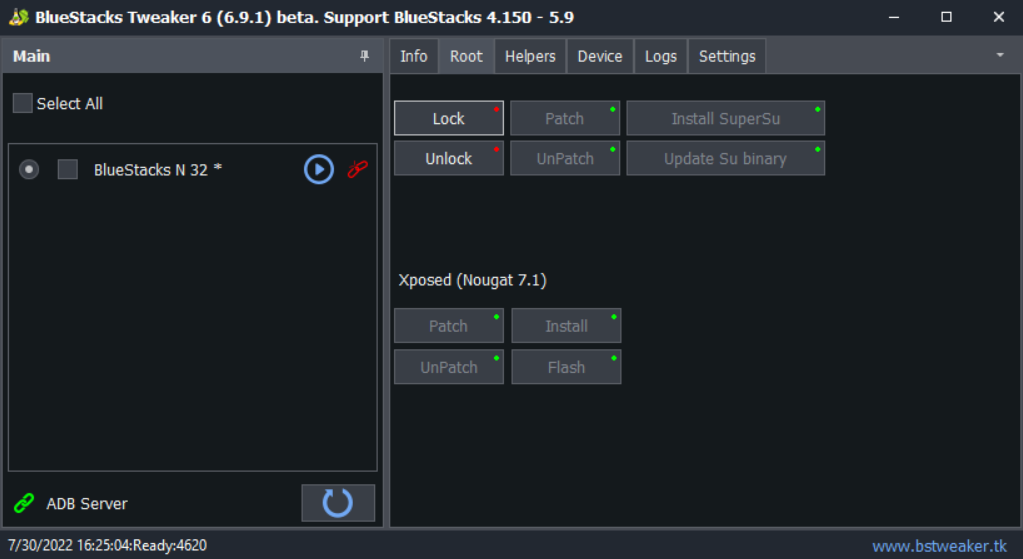 BlueStacks Tweaker 6 (6.9.1) beta. Support BlueStacks 4.150 - 5.9
Main
Info Root Helpers Device Logs Settings
Select All
Lock Patch Install SuperSu
Unlock UnPatch Update Su binary
BlueStacks N 32 *
Xposed (Nougat 7.1)
Patch Install
UnPatch Flash
ADB Server
7/30/2022 16:25:04:Ready:4620
www.bstweaker.tk